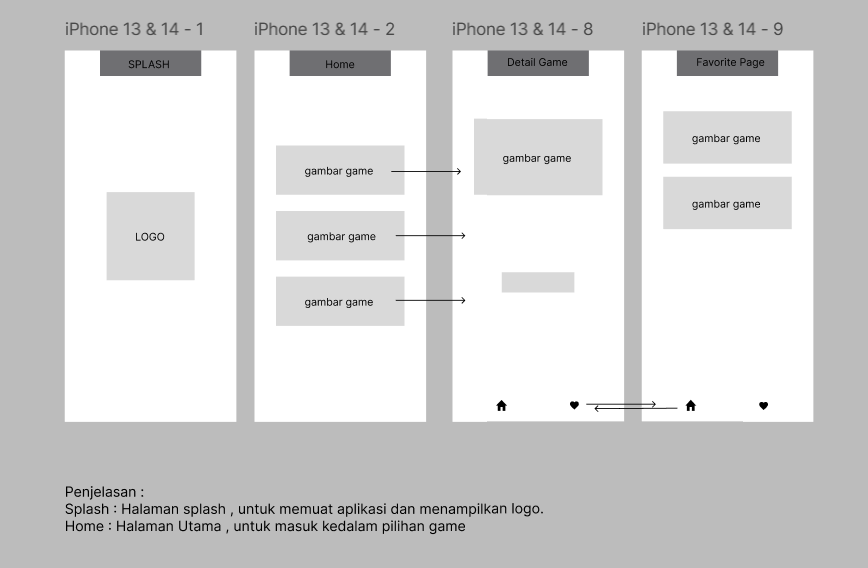 iPhone 13 & 14 - 1
iPhone 13 & 14 - 2
iPhone 13 & 14 - 8
iPhone 13 & 14 - 9
SPLASH
Home
Detail Game
Favorite Page
LOGO
gambar game
gambar game
gambar game
gambar game
gambar game
gambar game
Penjelasan :
Splash : Halaman splash , untuk memuat aplikasi dan menampilkan logo.
Home : Halaman Utama , untuk masuk kedalam pilihan game